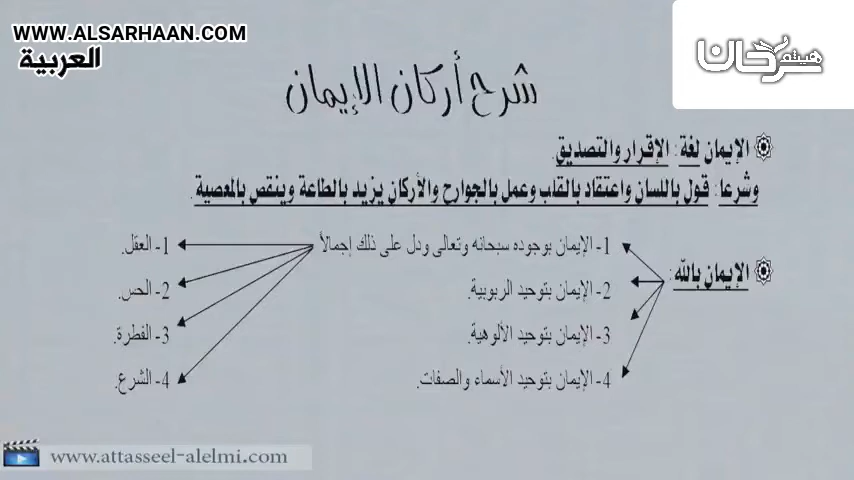 WWW.ALSARHAAN.COM
العربية
هيثم سرحان
شرح أركان الإيمان
الإيمان لغة : الإقرار والتصديق.
وشرعا : قول باللسان واعتقاد بالقلب وعمل بالجوارح والأركان يزيد بالطاعة وينقص بالمعصية.
الإيمان بالله :
1- الإيمان بوجوده سبحانه وتعالى ودل على ذلك إجمالاً
2- الإيمان بتوحيد الربوبية.
3- الإيمان بتوحيد الألوهية.
4- الإيمان بتوحيد الأسماء والصفات.
1- العقل.
2- الحس.
3- الفطرة.
4- الشرع.
www.attasseel-alelmi.com